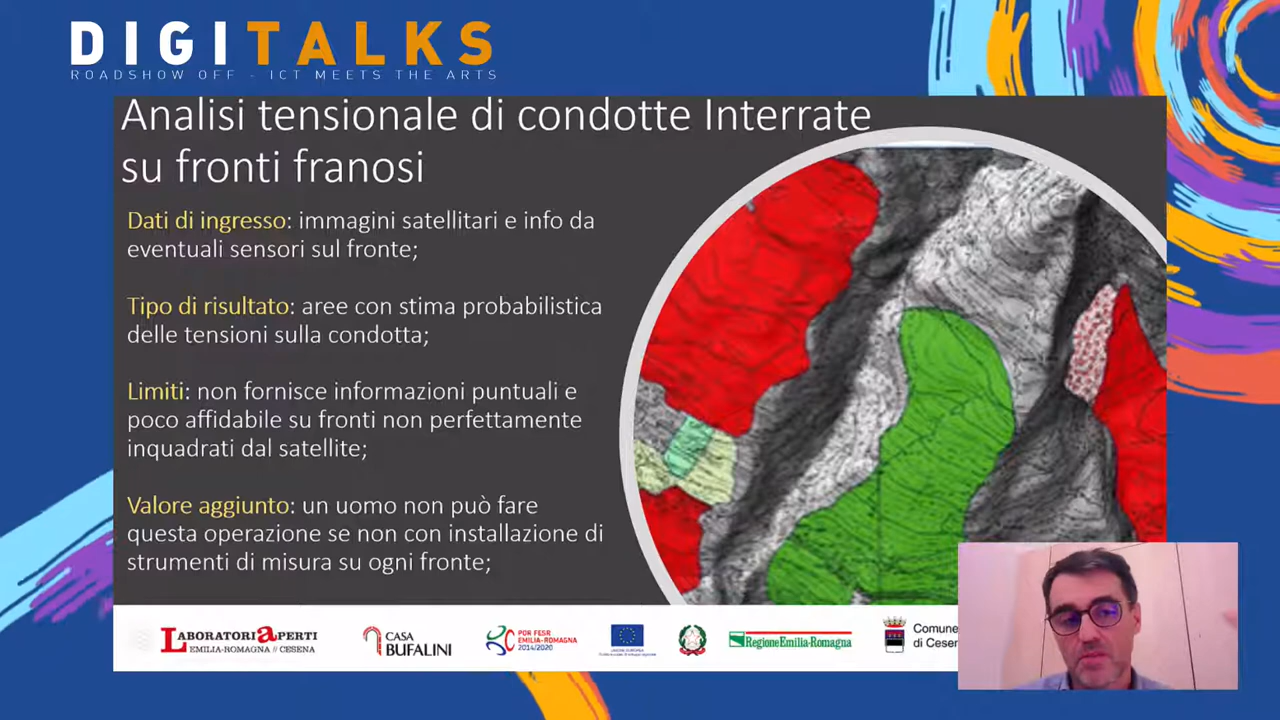 DIGITALKS
ROADSHOW OFF - ICT MEETS THE ARTS
Analisi tensionale di condotte Interrate
su fronti franosi
Dati di ingresso: immagini satellitari e info da
eventuali sensori sul fronte;
Tipo di risultato: aree con stima probabilistica
delle tensioni sulla condotta;
Limiti: non fornisce informazioni puntuali e
poco affidabile su fronti non perfettamente
inquadrati dal satellite;
Valore aggiunto: un uomo non può fare
questa operazione se non con installazione di
strumenti di misura su ogni fronte;
LABORATORI APERTI
EMILIA-ROMAGNA // CESENA
CASA
BUFALINI
POR FESR
EMILIA-ROMAGNA
2014/2020
RegioneEmilia-Romagna
Comune
di Cesen